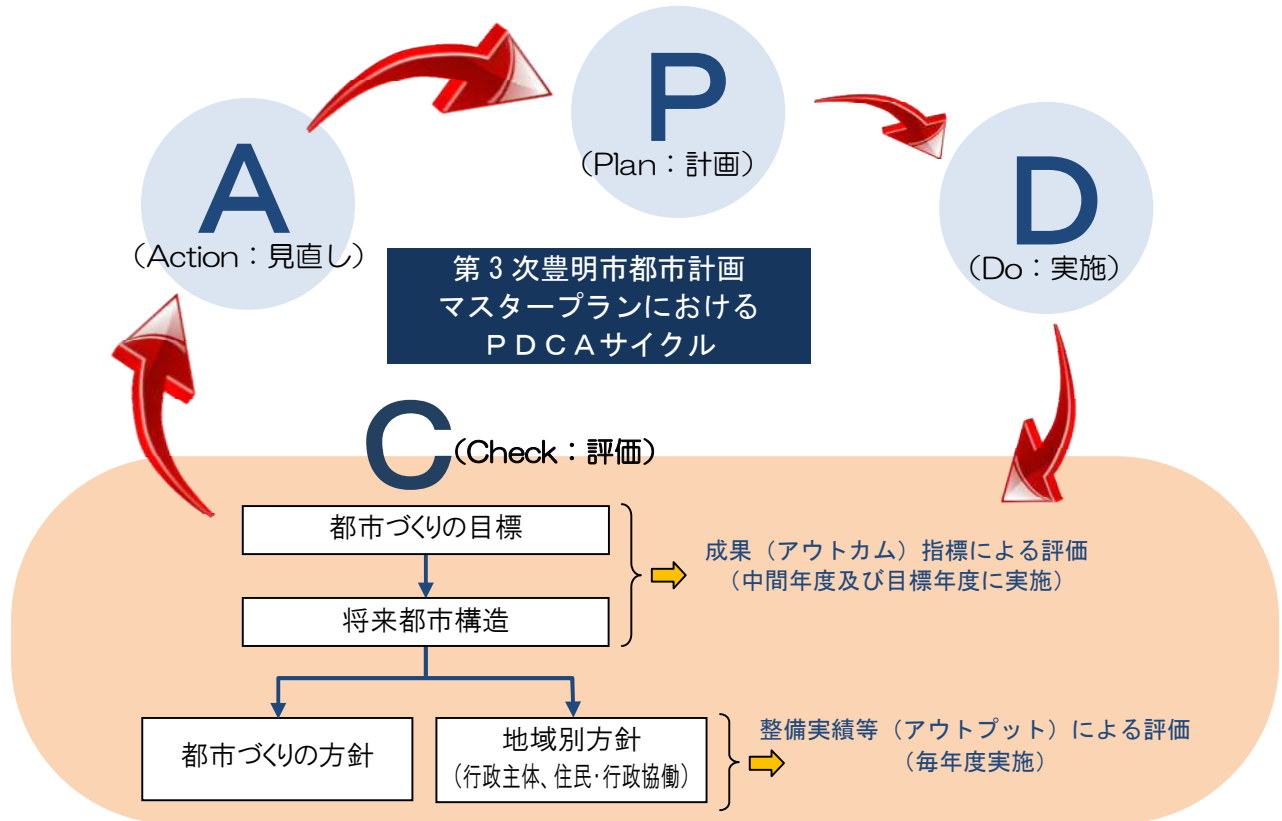 P
(Plan:計画)
A
(Action:見直し)
D
(Do:実施)
第3次豊明市都市計画
マスタープランにおける
PDCAサイクル
C
(Check:評価)
都市づくりの目標
将来都市構造
成果(アウトカム)指標による評価
(中間年度及び目標年度に実施)
都市づくりの方針
地域別方針
(行政主体、住民・行政協働)
整備実績等(アウトプット)による評価
(毎年度実施)